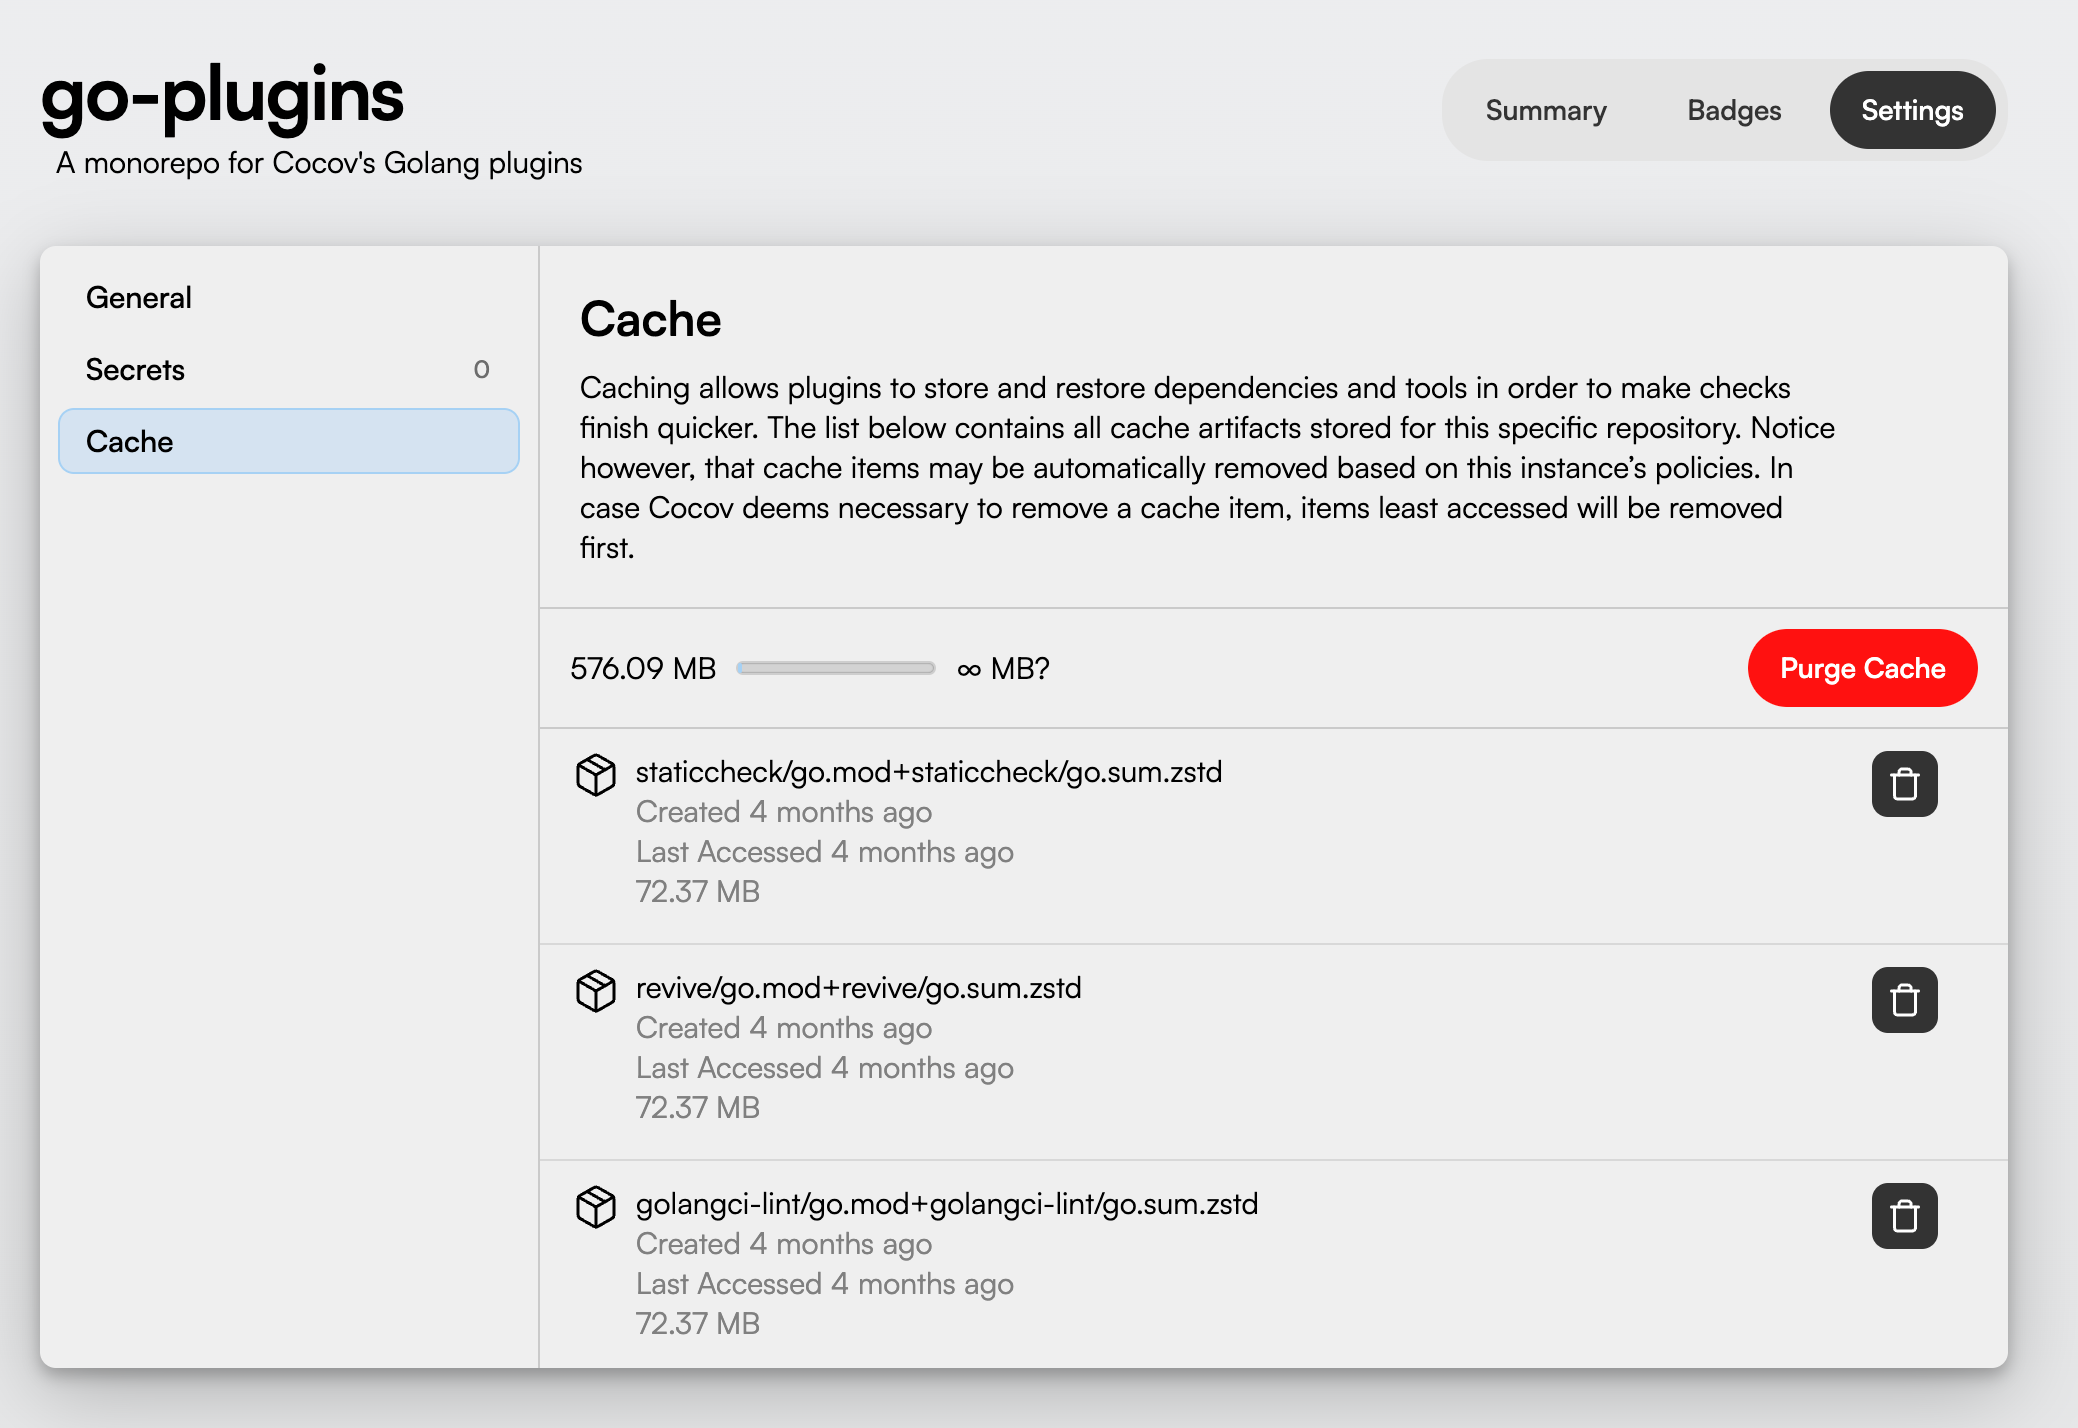 go-plugins
A monorepo for Cocov's Golang plugins
Summary
Badges
Settings
General
Secrets 0
Cache
Cache
Caching allows plugins to store and restore dependencies and tools in order to make checks
finish quicker. The list below contains all cache artifacts stored for this specific repository. Notice
however, that cache items may be automatically removed based on this instance’s policies. In
case Cocov deems necessary to remove a cache item, items least accessed will be removed
first.
576.09 MB ∞ MB?
Purge Cache
staticcheck/go.mod+staticcheck/go.sum.zstd
Created 4 months ago
Last Accessed 4 months ago
72.37 MB
revive/go.mod+revive/go.sum.zstd
Created 4 months ago
Last Accessed 4 months ago
72.37 MB
golangci-lint/go.mod+golangci-lint/go.sum.zstd
Created 4 months ago
Last Accessed 4 months ago
72.37 MB